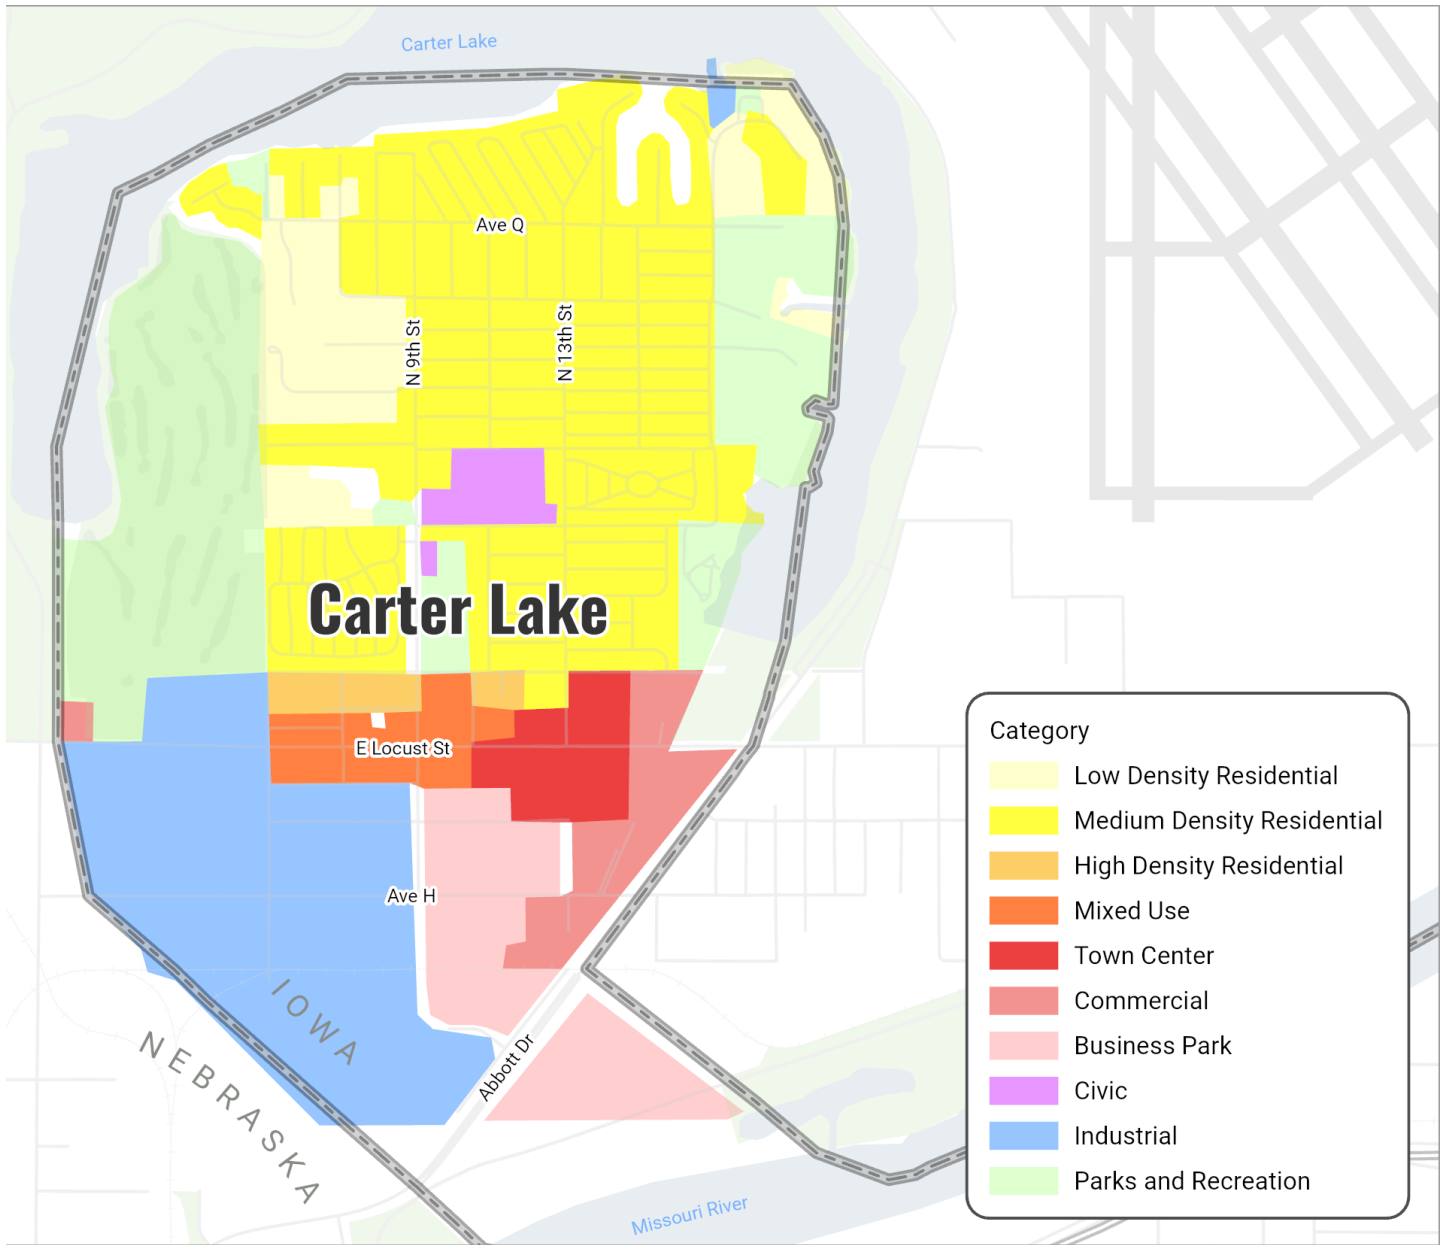 Carter Lake
Ave Q
N 9th St
N 13th St
Carter Lake
E Locust St
Ave H
IOWA
NEBRASKA
Abbott Dr
Missouri River
Category
Low Density Residential
Medium Density Residential
High Density Residential
Mixed Use
Town Center
Commercial
Business Park
Civic
Industrial
Parks and Recreation